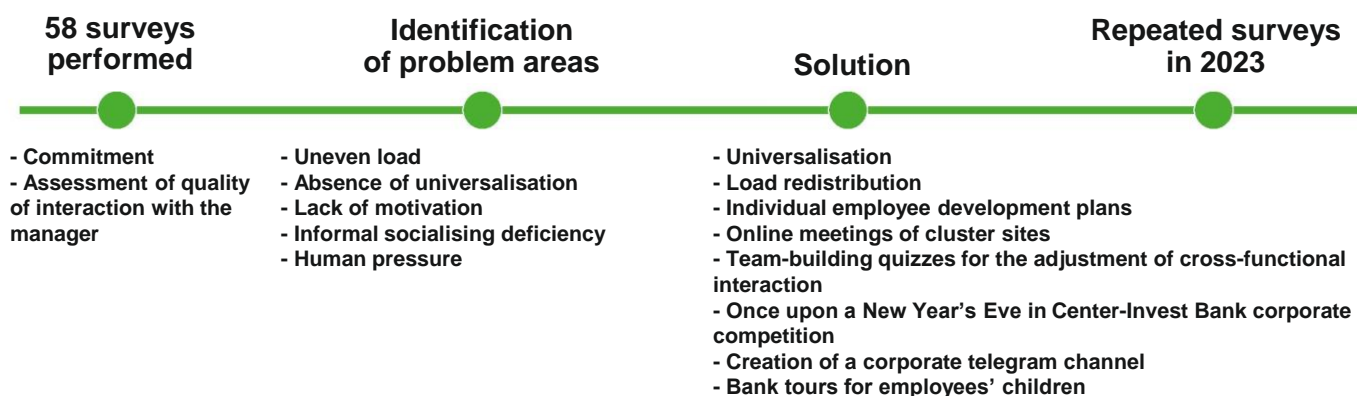 58 surveys
performed
Identification
of problem areas
Solution
Repeated surveys
in 2023
- Commitment
- Assessment of quality
of interaction with the
manager
- Uneven load
- Absence of universalisation
- Lack of motivation
- Informal socialising deficiency
- Human pressure
- Universalisation
- Load redistribution
- Individual employee development plans
- Online meetings of cluster sites
- Team-building quizzes for the adjustment of cross-functional
interaction
- Once upon a New Year’s Eve in Center-Invest Bank corporate
competition
- Creation of a corporate telegram channel
- Bank tours for employees’ children